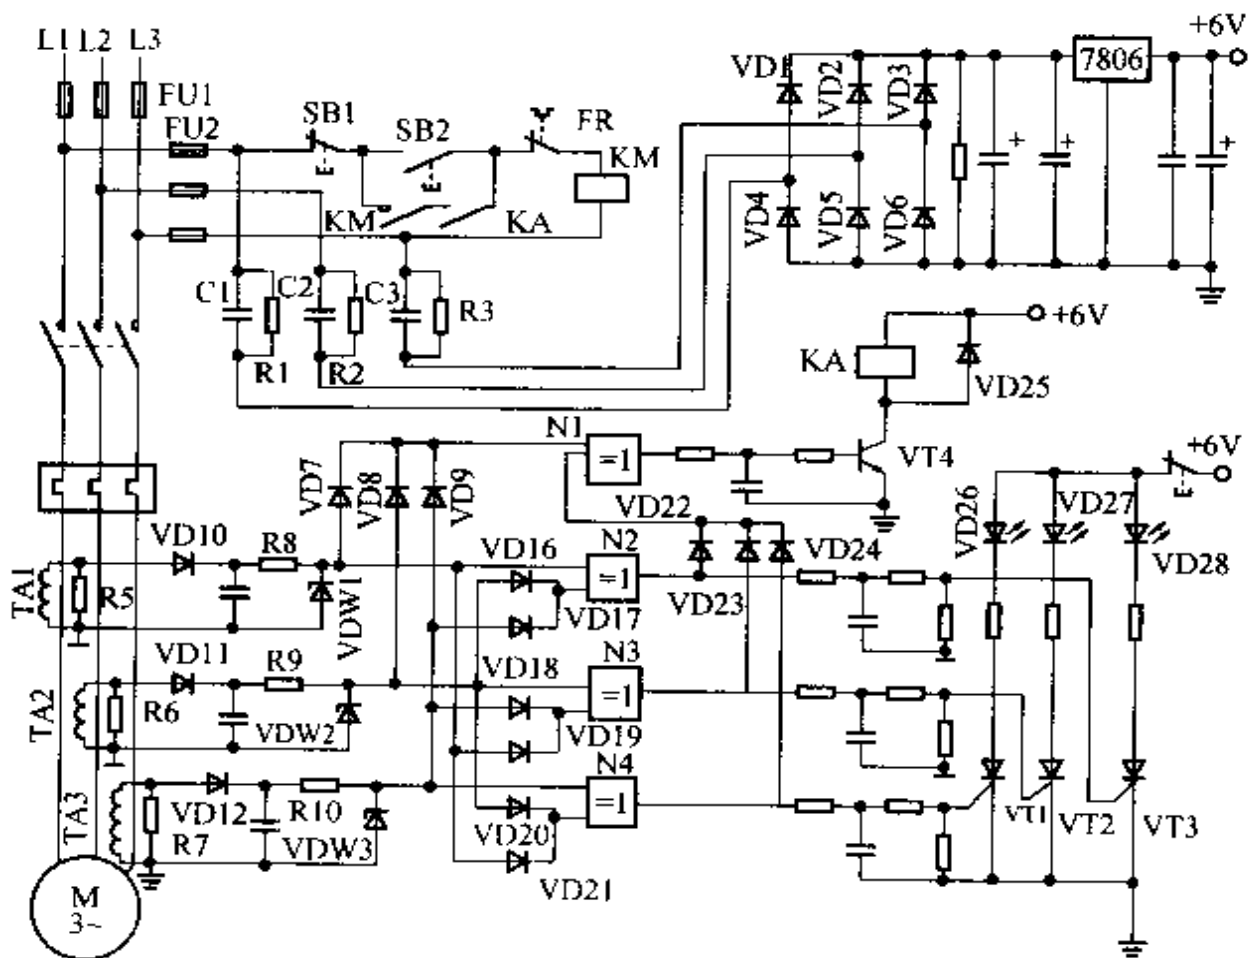 L1 L2 L3
+6V
7806
VD1
VD2
VD3
FU1
FU2
SB1
SB2
FR
KM
KM
KA
VD4
VD5
VD6
C1
C2
C3
R1
R2
R3
+
+
+
+6V
KA
VD25
N1
=1
VT4
+6V
VD7
VD8
VD9
VD22
VD26
VD27
VD28
VD10
R8
VD16
N2
=1
VD24
TA1
R5
VDW1
VD17
VD23
VD11
R9
VD18
N3
=1
TA2
R6
VDW2
VD19
N4
=1
TA3
VD12
R10
VD20
VT1
VT2
VT3
R7
VDW3
VD21
M
3~